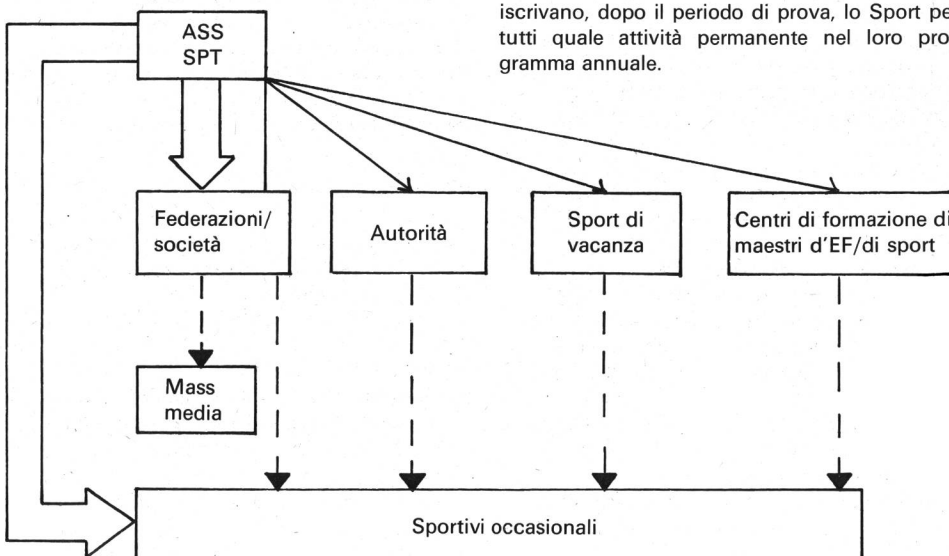 iscrivano, dopo il periodo di prova, lo Sport pe
tutti quale attività permanente nel loro pro
gramma annuale.
ASS
SPT
Federazioni/
società
Autorità
Sport di
vacanza
Centri di formazione di
maestri d'EF/di sport
Mass
media
Sportivi occasionali